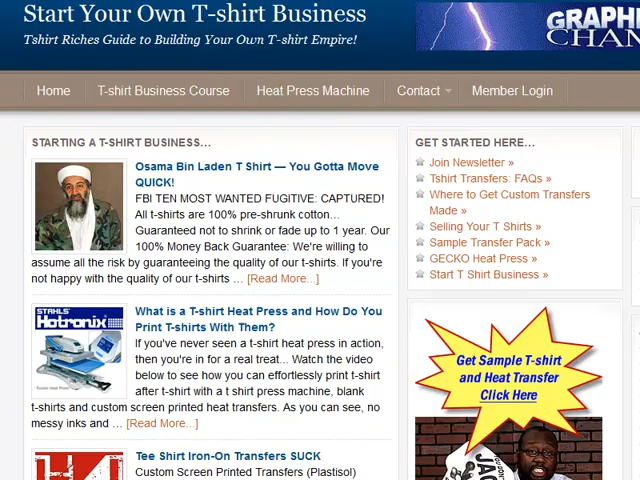 Start Your Own T-shirt Business
Tshirt Riches Guide to Building Your Own T-shirt Empire!
GRAPHI
CHAN
Home
T-shirt Business Course
Heat Press Machine
Contact
Member Login
STARTING A T-SHIRT BUSINESS...
Osama Bin Laden T Shirt — You Gotta Move
QUICK!
FBI TEN MOST WANTED FUGITIVE: CAPTURED!
All t-shirts are 100% pre-shrunk cotton…
Guaranteed not to shrink or fade up to 1 year. Our
100% Money Back Guarantee: We're willing to
assume all the risk by guaranteeing the quality of our t-shirts. If you're
not happy with the quality of our t-shirts … [Read More...]
STAHLS'
Hotronix
What is a T-shirt Heat Press and How Do You
Print T-shirts With Them?
If you've never seen a t-shirt heat press in action,
then you're in for a real treat... Watch the video
below to see how you can effortlessly print t-shirt
after t-shirt with a t shirt press machine, blank
t-shirts and custom screen printed heat transfers. As you can see, no
messy inks and … [Read More...]
Tee Shirt Iron-On Transfers SUCK
Custom Screen Printed Transfers (Plastisol)
GET STARTED HERE...
Join Newsletter »
Tshirt Transfers: FAQs »
Where to Get Custom Transfers
Made »
Selling Your T Shirts »
Sample Transfer Pack »
GECKO Heat Press »
Start T Shirt Business »
Get Sample T-shirt
and Heat Transfer
Click Here
JAC